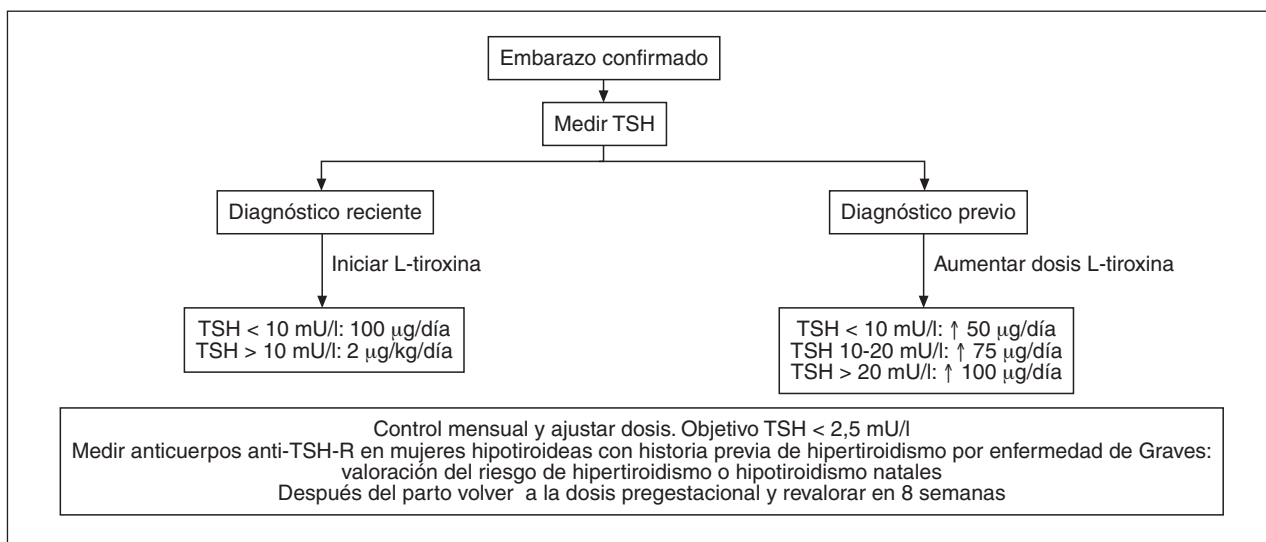 Embarazo confirmado
Medir TSH
Diagnóstico reciente
Diagnóstico previo
Iniciar L-tiroxina
Aumentar dosis L-tiroxina
TSH < 10 mU/l: 100 μg/día
TSH > 10 mU/l: 2 μg/kg/día
TSH < 10 mU/l: ↑ 50 μg/día
TSH 10-20 mU/l: ↑ 75 μg/día
TSH > 20 mU/l: ↑ 100 μg/día
Control mensual y ajustar dosis. Objetivo TSH < 2,5 mU/l
Medir anticuerpos anti-TSH-R en mujeres hipotiroideas con historia previa de hipertiroidismo por enfermedad de Graves:
valoración del riesgo de hipertiroidismo o hipotiroidismo natales
Después del parto volver a la dosis pregestacional y revalorar en 8 semanas